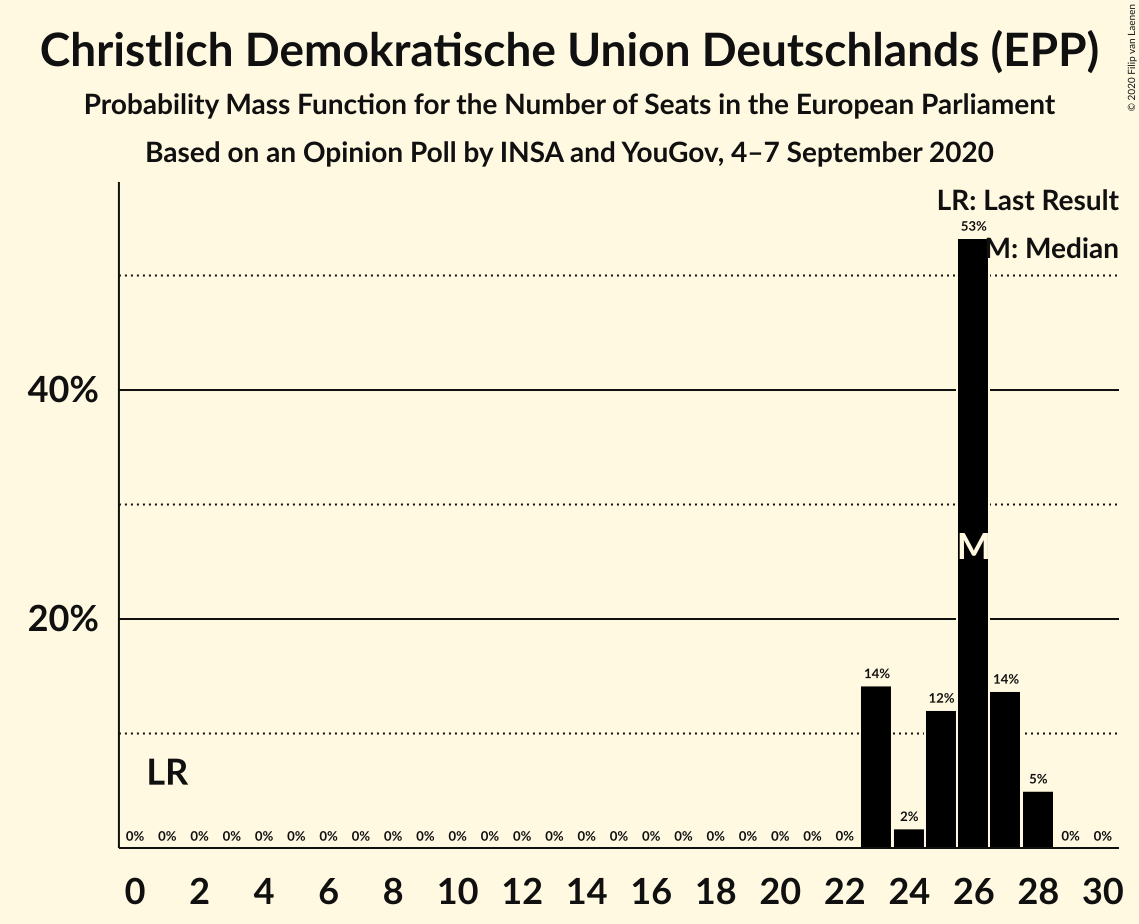 Christlich Demokratische Union Deutschlands (EPP)
Probability Mass Function for the Number of Seats in the European Parliament
Based on an Opinion Poll by INSA and YouGov, 4–7 September 2020
© 2020 Filip van Laenen
LR: Last Result
53%
M: Median
40%
M
20%
14%
14%
12%
LR
5%
2%
0% 0% 0% 0% 0% 0% 0% 0% 0% 0% 0% 0% 0% 0% 0% 0% 0% 0% 0% 0% 0% 0% 0% 0% 0%
0 2 4 6 8 10 12 14 16 18 20 22 24 26 28 30